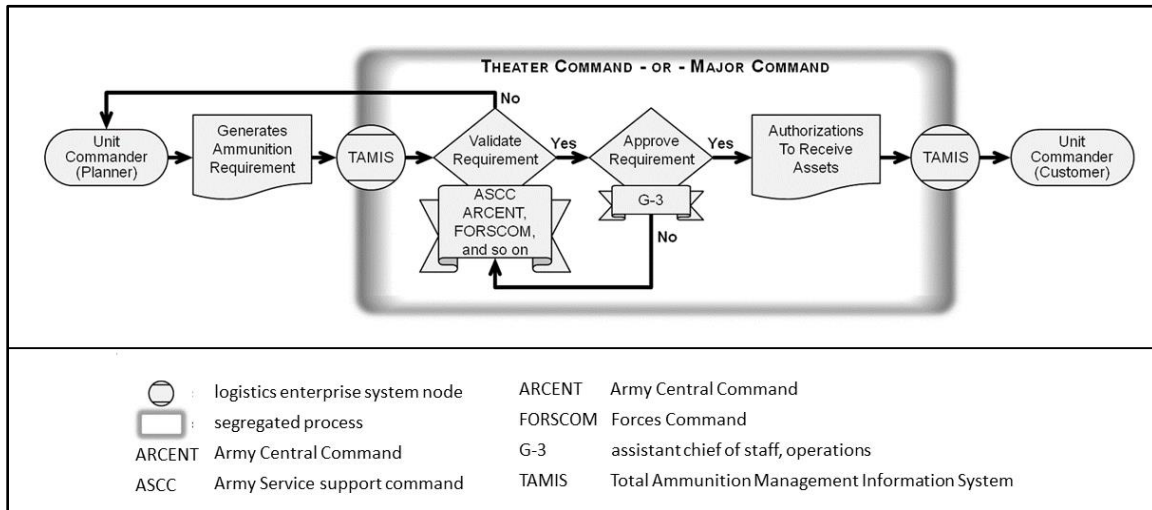 THEATER COMMAND - OR - MAJOR COMMAND
No
Unit
Commander
(Planner)
Generates
Ammunition
Requirement
TAMIS
Validate
Requirement
Yes
Approve
Requirement
Yes
Authorizations
To Receive
Assets
TAMIS
Unit
Commander
(Customer)
ASCC
ARCENT,
FORSCOM,
and so on
G-3
No
: logistics enterprise system node
: segregated process
ARCENT Army Central Command
ASCC Army Service support command
ARCENT Army Central Command
FORSCOM Forces Command
G-3 assistant chief of staff, operations
TAMIS Total Ammunition Management Information System